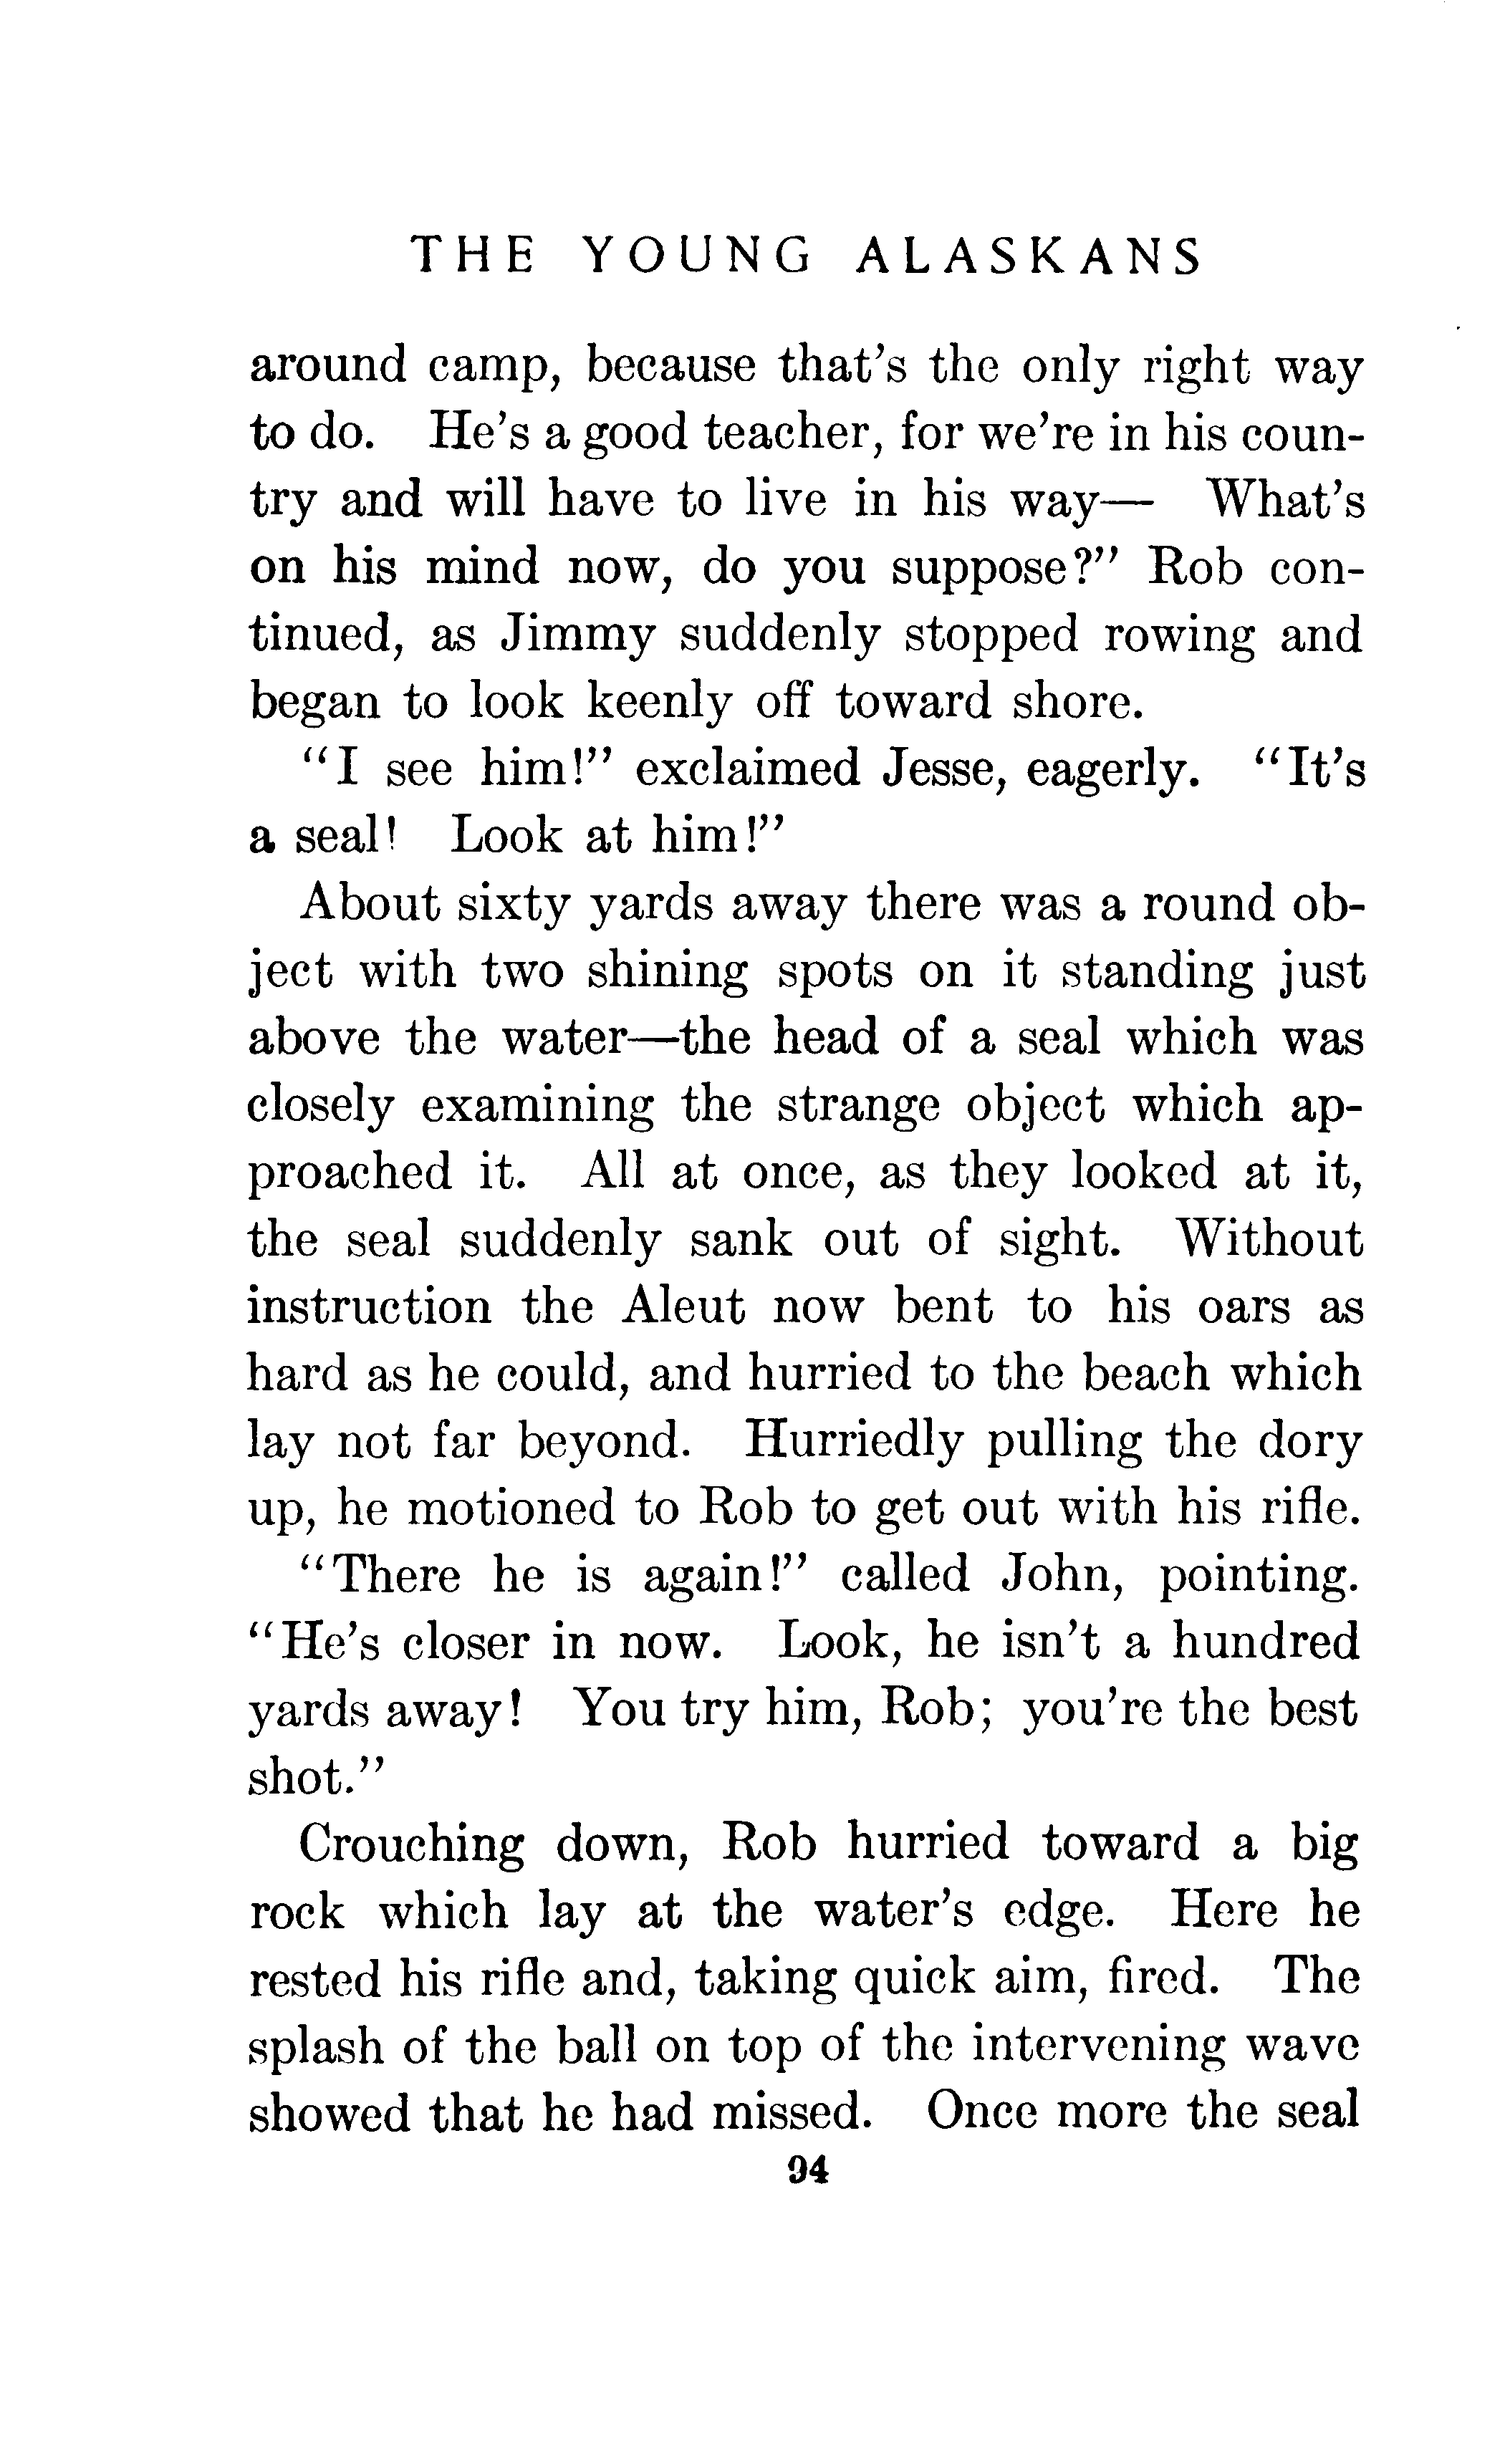 THE YOUNG ALASKANS
around camp, because that's the only right way
to do. He's a good teacher, for we're in his coun-
try and will have to live in his way— What's
on his mind now, do you suppose?" Rob con-
tinued, as Jimmy suddenly stopped rowing and
began to look keenly off toward shore.
"I see him!" exclaimed Jesse, eagerly. "It's
a seal! Look at him!"
About sixty yards away there was a round ob-
ject with two shining spots on it standing just
above the water—the head of a seal which was
closely examining the strange object which ap-
proached it. All at once, as they looked at it,
the seal suddenly sank out of sight. Without
instruction the Aleut now bent to his oars as
hard as he could, and hurried to the beach which
lay not far beyond. Hurriedly pulling the dory
up, he motioned to Rob to get out with his rifle.
"There he is again!" called John, pointing.
"He's closer in now. Look, he isn't a hundred
yards away! You try him, Rob; you're the best
shot."
Crouching down, Rob hurried toward a big
rock which lay at the water's edge. Here he
rested his rifle and, taking quick aim, fired. The
splash of the ball on top of the intervening wave
showed that he had missed. Once more the seal
94